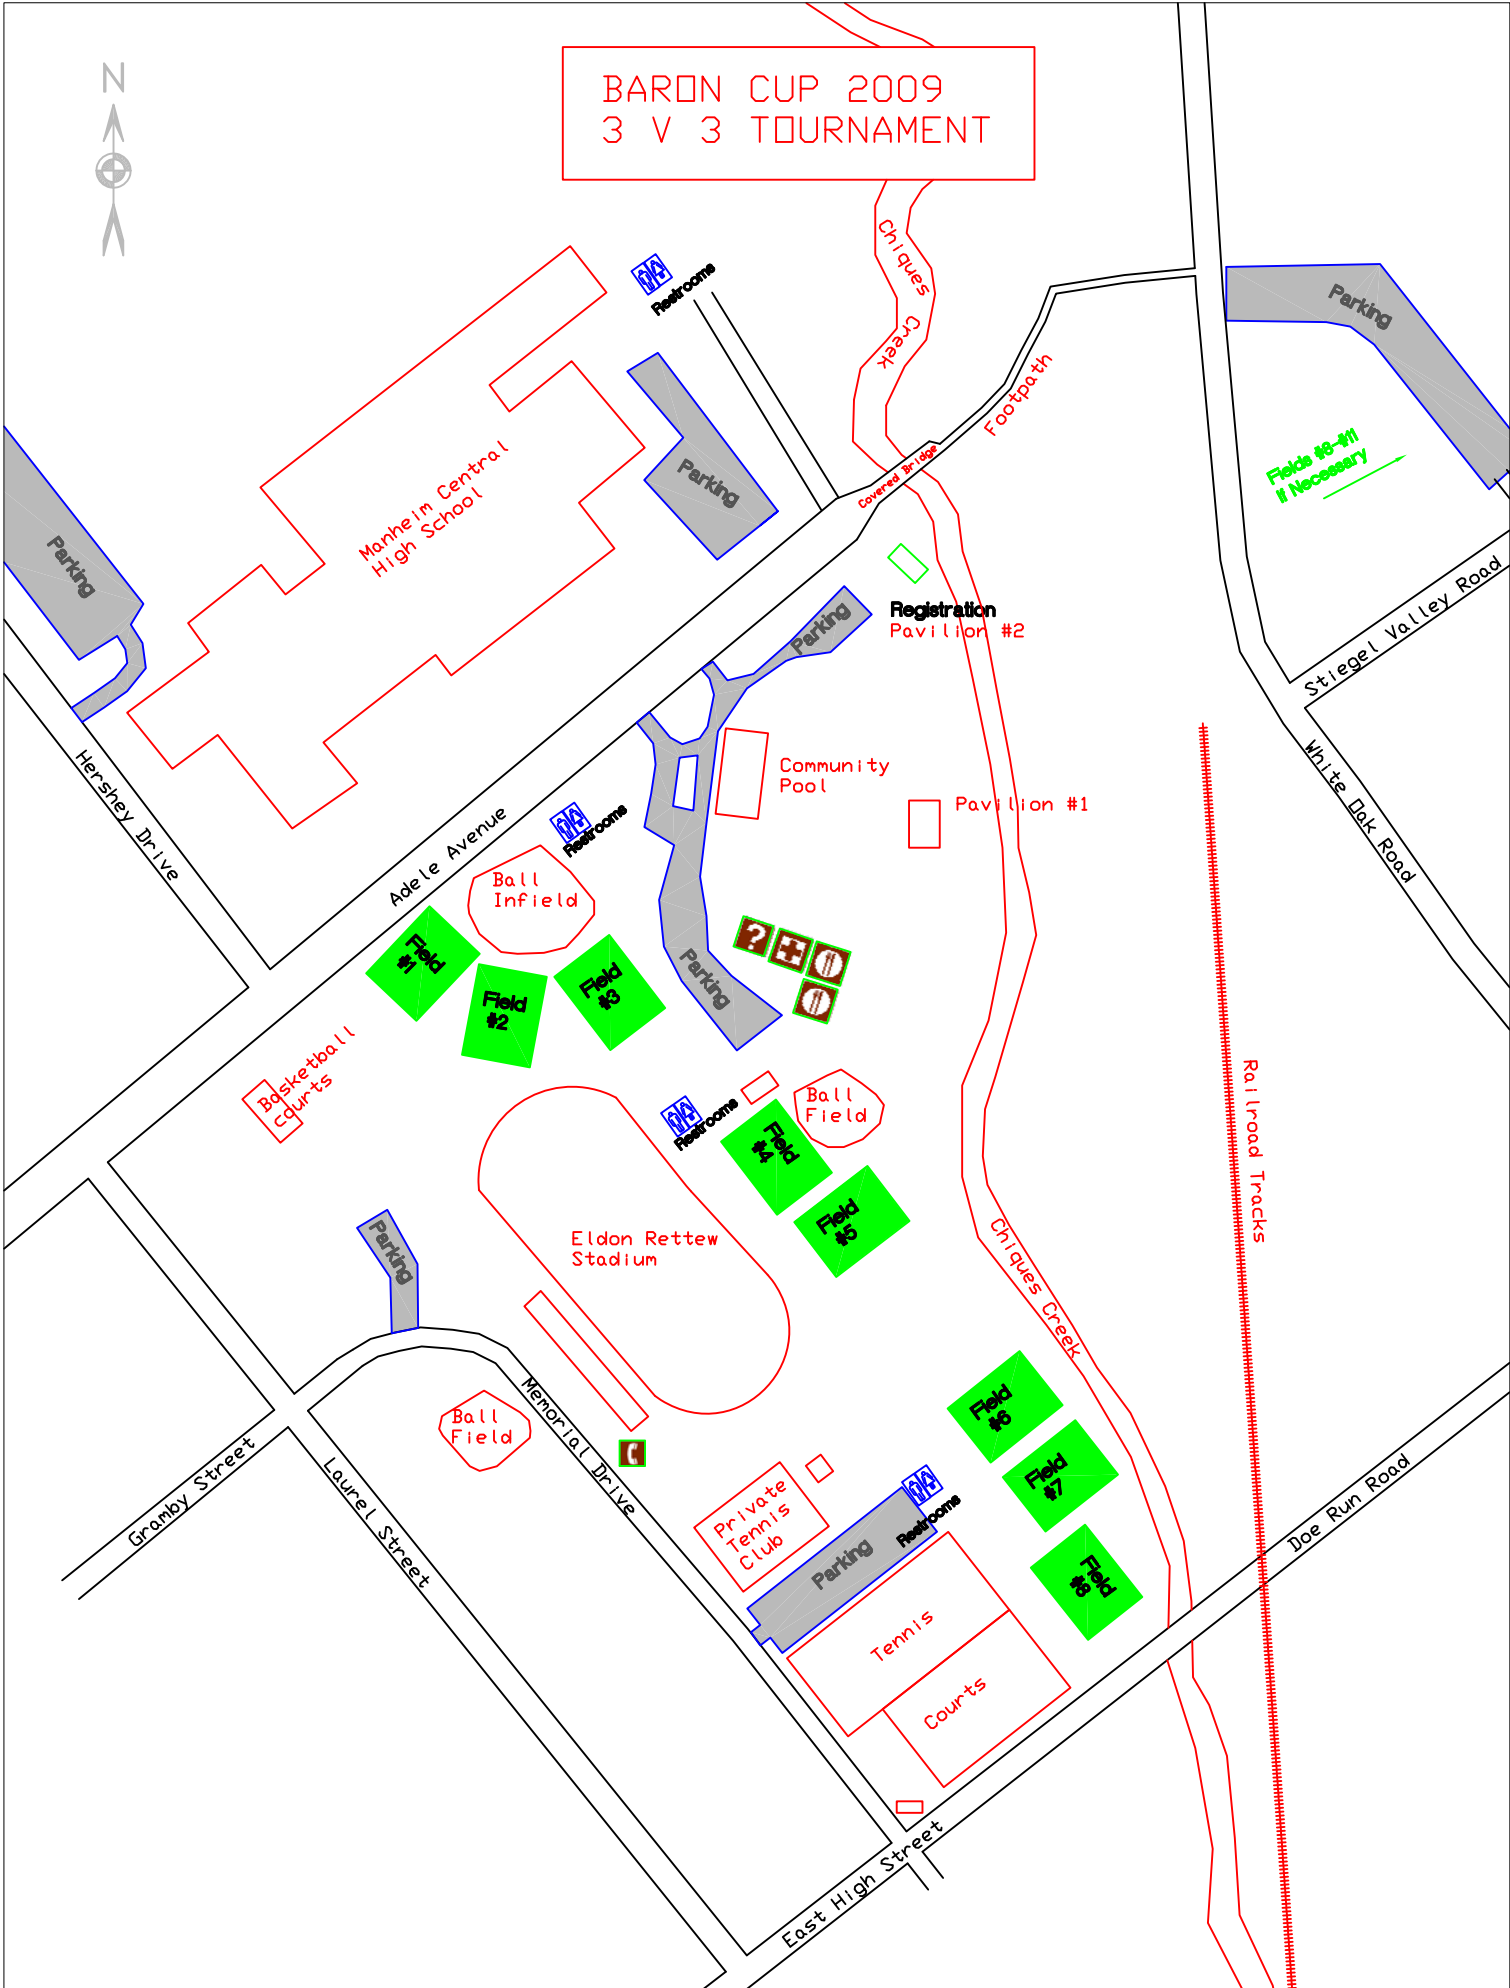 BARON CUP 2009
3 V 3 TOURNAMENT
N
Chiques
Creek
Restrooms
Parking
Footpath
Covered Bridge
Parking
Fields #8-#11
If Necessary
Manheim Central
High School
Parking
Parking
Registration
Pavilion #2
Parking
Stiegel Valley Road
Hershey Drive
Community
Pool
Pavilion #1
White Oak Road
Adele Avenue
Restrooms
Ball
Infield
Field
#1
Field
#2
Field
#3
Parking
?
Basketball
courts
Restrooms
Ball
Field
Field
#4
Field
#5
Railroad Tracks
Parking
Eldon Rettew
Stadium
Chiques Creek
Memorial Drive
Ball
Field
Field
#6
Field
#7
Field
#8
Gramby Street
Laurel Street
Private
Tennis
Club
Restrooms
Parking
Doe Run Road
Tennis
Courts
East High Street